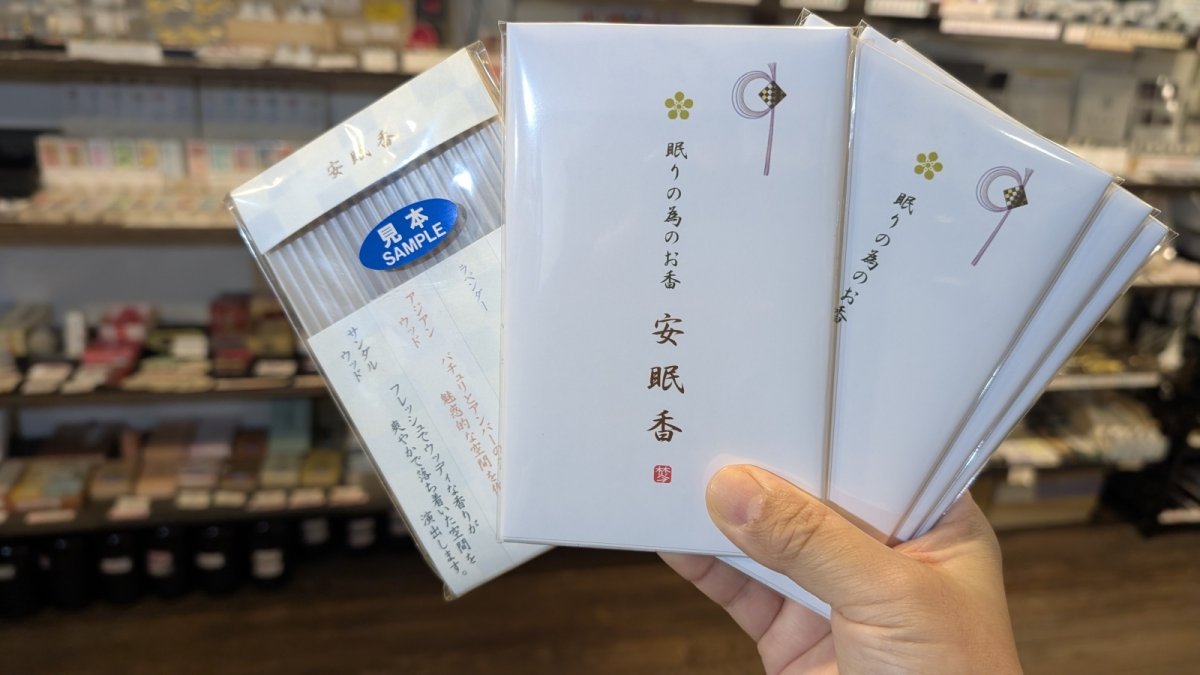 安眠香
見本
SAMPLE
ラベンダー
アジアン
ウッド
パチュリとアンバーの
魅惑的な空間を
サンダル
ウッド
フレッシュでウッディな香りが
爽やかで落ち着いた空間を
演出します。
眠りの為のお香
安眠香
眠りの為のお香